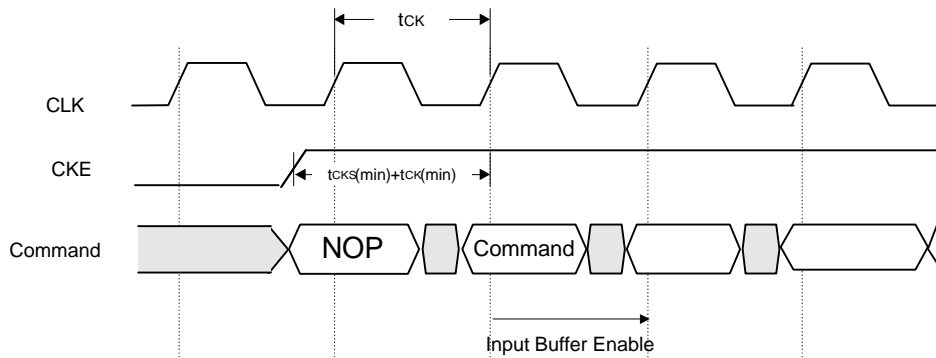 tCK
CLK
CKE
tCKS(min)+tCK(min)
Command
NOP
Command
Input Buffer Enable